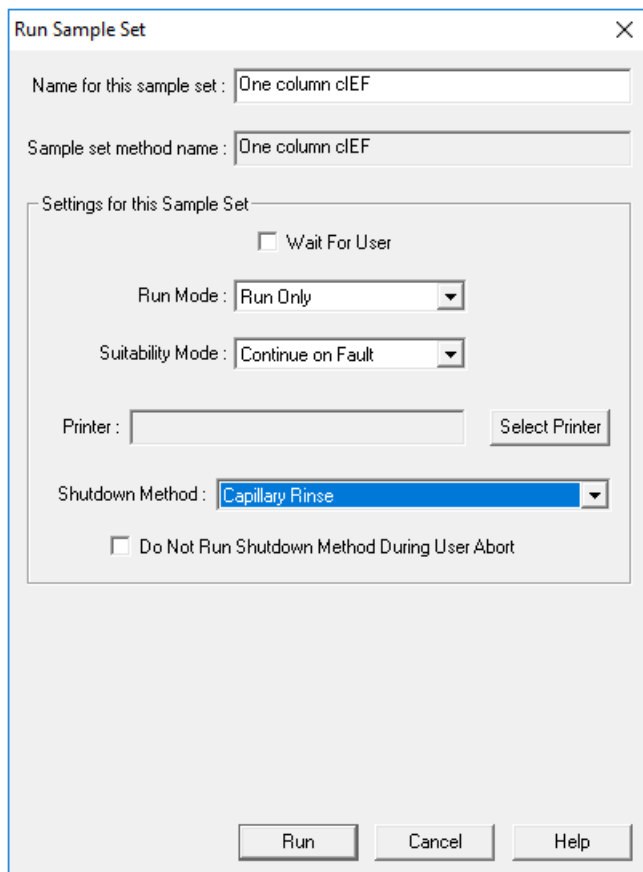 Run Sample Set
Name for this sample set : One column cIEF
Sample set method name : One column cIEF
Settings for this Sample Set
Wait For User
Run Mode : Run Only
Suitability Mode : Continue on Fault
Printer : Select Printer
Shutdown Method : Capillary Rinse
Do Not Run Shutdown Method During User Abort
Run Cancel Help